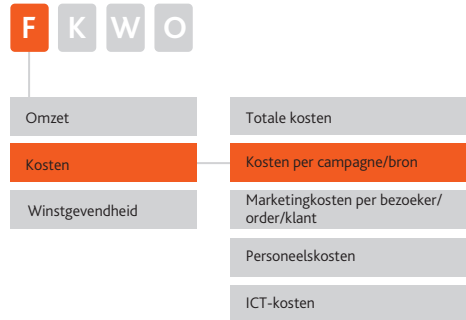 F K W O
Omzet
Kosten
Winstgevendheid
Totale kosten
Kosten per campagne/bron
Marketingkosten per bezoeker/
order/klant
Personeelskosten
ICT-kosten